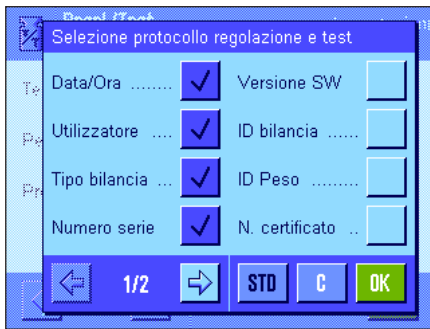 Selezione protocollo regolazione e test
Data/Ora ........
Versione SW
Utilizzatore ....
ID bilancia ......
Tipo bilancia ...
ID Peso .........
Numero serie
N. certificato ..
1/2
STD
C
OK